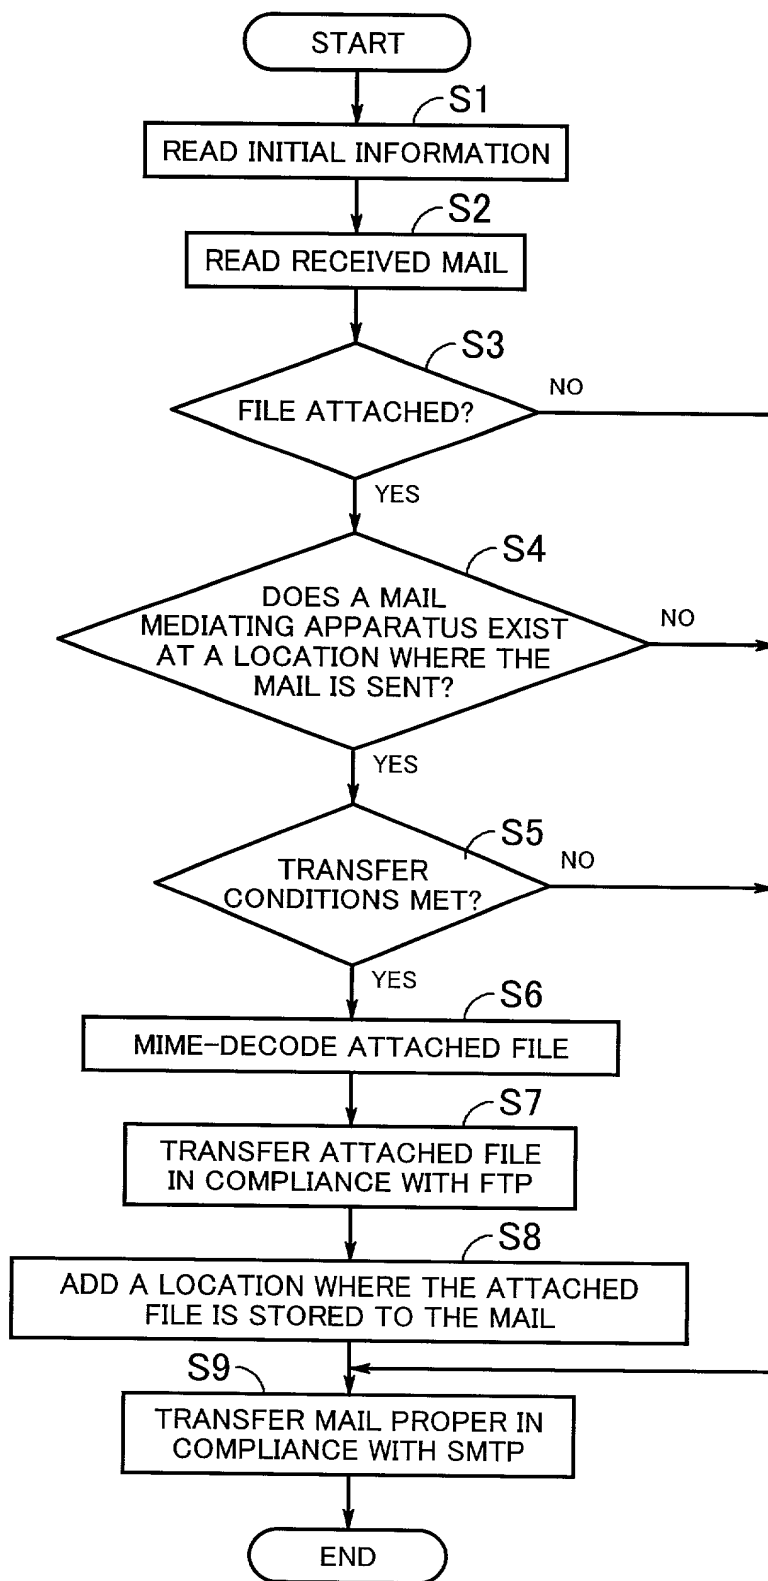 START
S1
READ INITIAL INFORMATION
S2
READ RECEIVED MAIL
S3
FILE ATTACHED?
NO
YES
S4
DOES A MAIL
MEDIATING APPARATUS EXIST
AT A LOCATION WHERE THE
MAIL IS SENT?
NO
YES
S5
TRANSFER
CONDITIONS MET?
NO
YES
S6
MIME-DECODE ATTACHED FILE
S7
TRANSFER ATTACHED FILE
IN COMPLIANCE WITH FTP
S8
ADD A LOCATION WHERE THE ATTACHED
FILE IS STORED TO THE MAIL
S9
TRANSFER MAIL PROPER IN
COMPLIANCE WITH SMTP
END